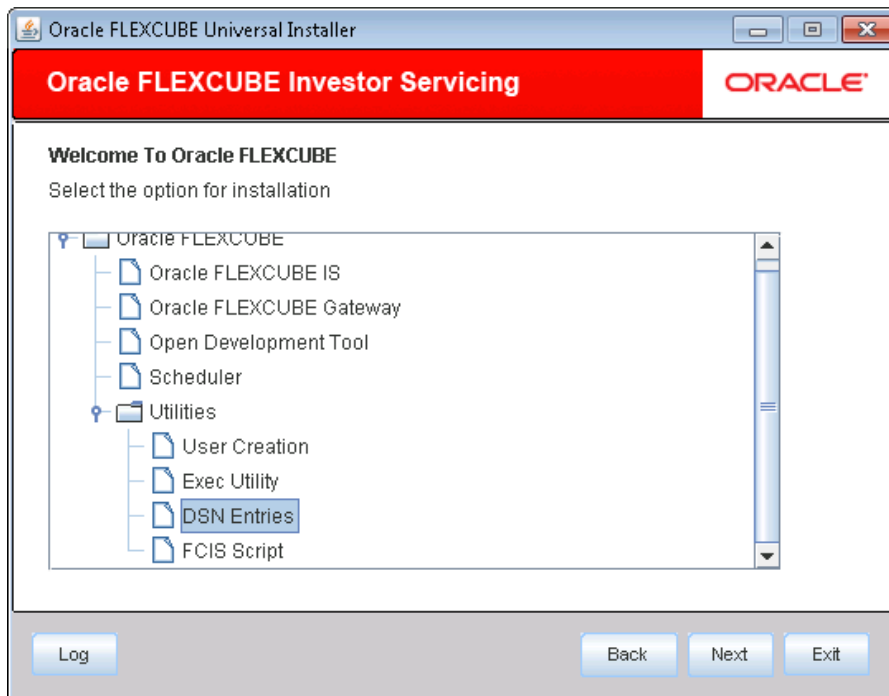 Oracle FLEXCUBE Universal Installer
Oracle FLEXCUBE Investor Servicing
ORACLE
Welcome To Oracle FLEXCUBE
Select the option for installation
Oracle FLEXCUBE
Oracle FLEXCUBE IS
Oracle FLEXCUBE Gateway
Open Development Tool
Scheduler
Utilities
User Creation
Exec Utility
DSN Entries
FCIS Script
Log
Back
Next
Exit